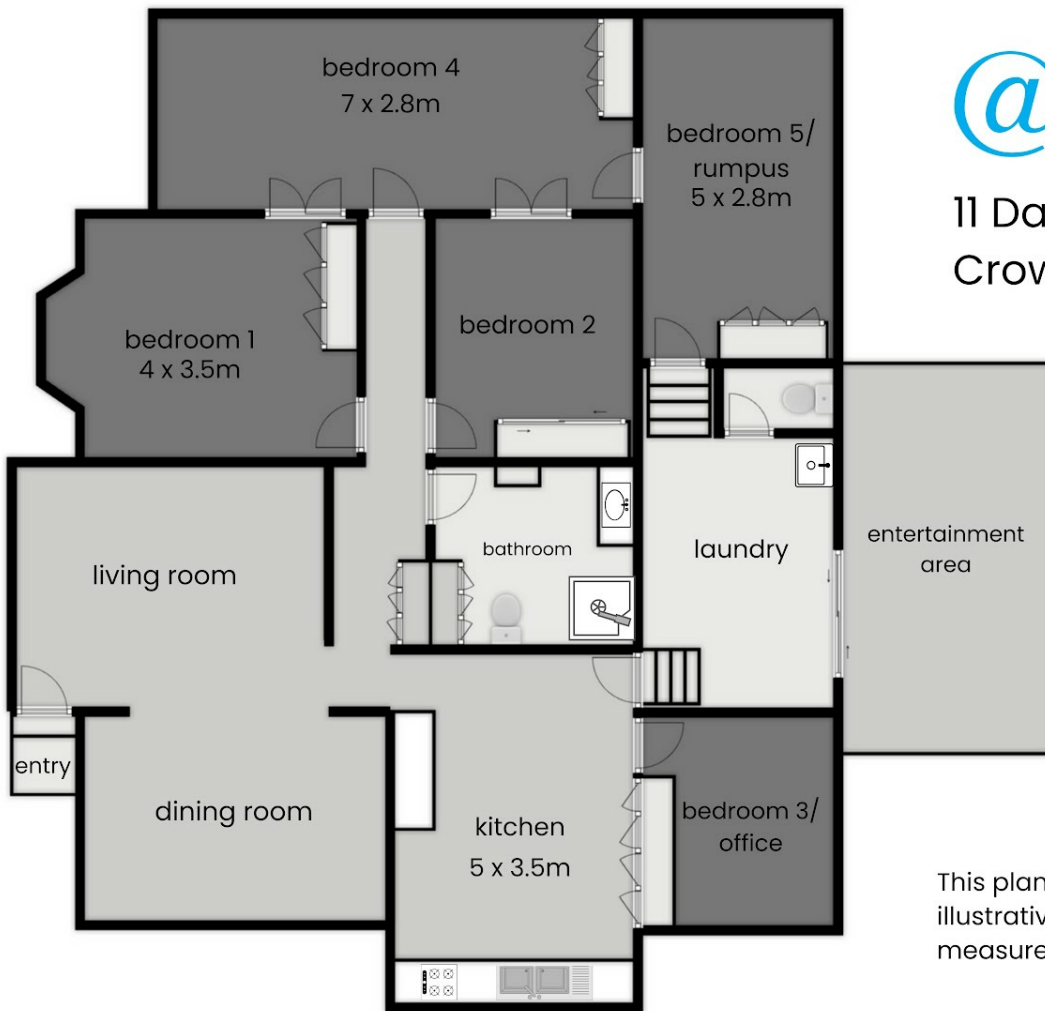 bedroom 4
7 x 2.8m
bedroom 5/
rumpus
5 x 2.8m
@
11 Da
Crow
bedroom 1
4 x 3.5m
bedroom 2
living room
bathroom
laundry
entertainment
area
entry
dining room
kitchen
5 x 3.5m
bedroom 3/
office
This plan
illustrativ
measure